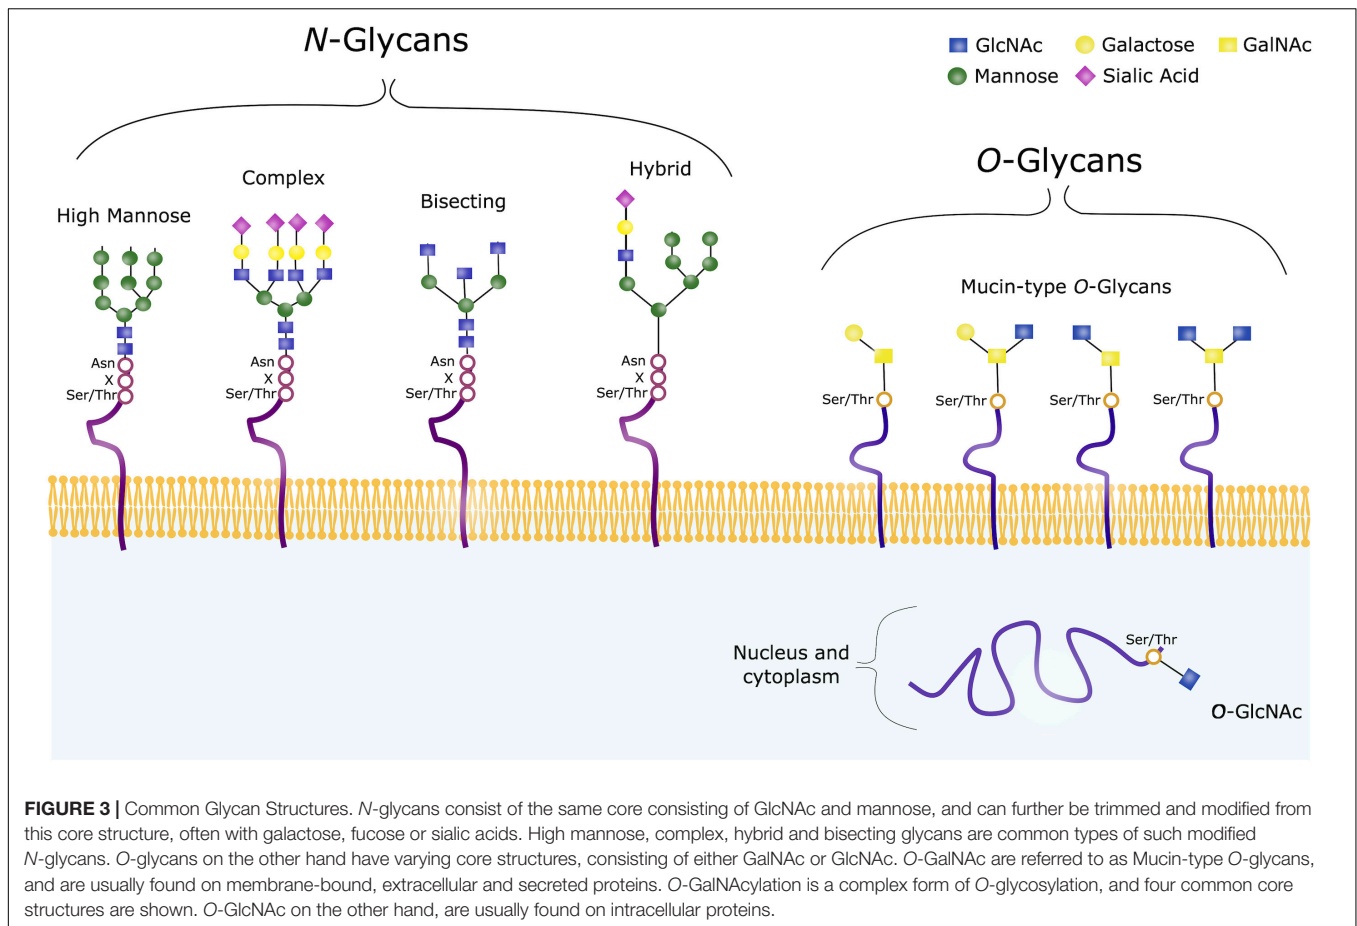 N-Glycans
GlcNAc
Galactose
GalNAc
Mannose
Sialic Acid
O-Glycans
High Mannose
Complex
Bisecting
Hybrid
Mucin-type O-Glycans
Asn
X
Ser/Thr
Asn
X
Ser/Thr
Asn
X
Ser/Thr
Asn
X
Ser/Thr
Ser/Thr
Ser/Thr
Ser/Thr
Ser/Thr
Nucleus and
cytoplasm
Ser/Thr
O-GlcNAc
FIGURE 3 | Common Glycan Structures. N-glycans consist of the same core consisting of GlcNAc and mannose, and can further be trimmed and modified from
this core structure, often with galactose, fucose or sialic acids. High mannose, complex, hybrid and bisecting glycans are common types of such modified
N-glycans. O-glycans on the other hand have varying core structures, consisting of either GalNAc or GlcNAc. O-GalNAc are referred to as Mucin-type O-glycans,
and are usually found on membrane-bound, extracellular and secreted proteins. O-GalNAcylation is a complex form of O-glycosylation, and four common core
structures are shown. O-GlcNAc on the other hand, are usually found on intracellular proteins.